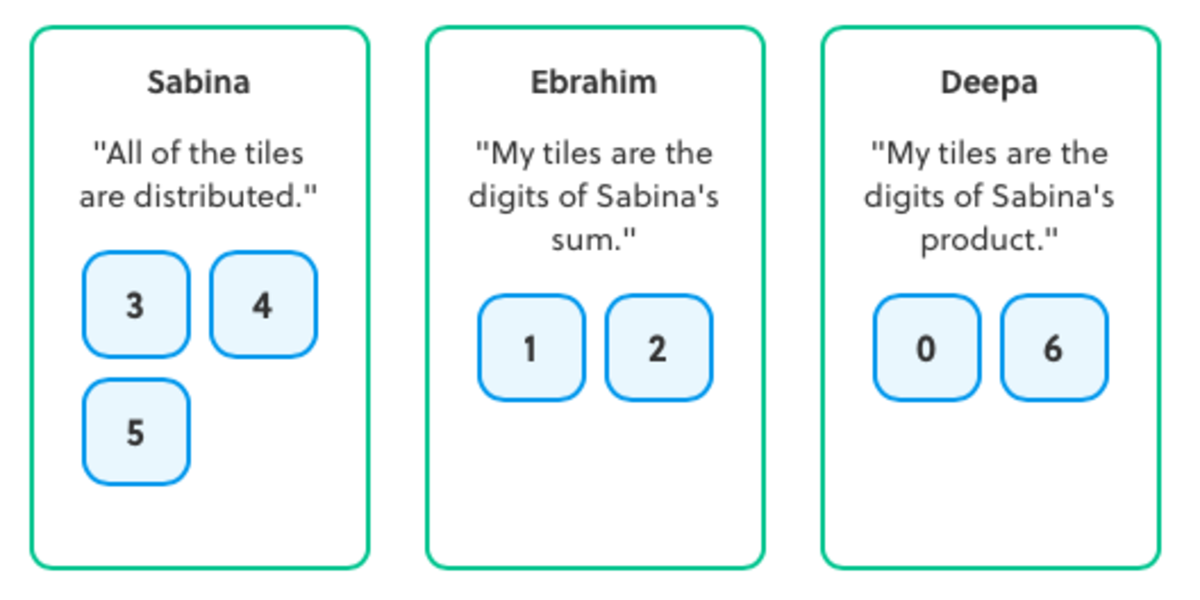 Sabina
"All of the tiles
are distributed."
3 4
5
Ebrahim
"My tiles are the
digits of Sabina's
sum."
1 2
Deepa
"My tiles are the
digits of Sabina's
product."
0 6